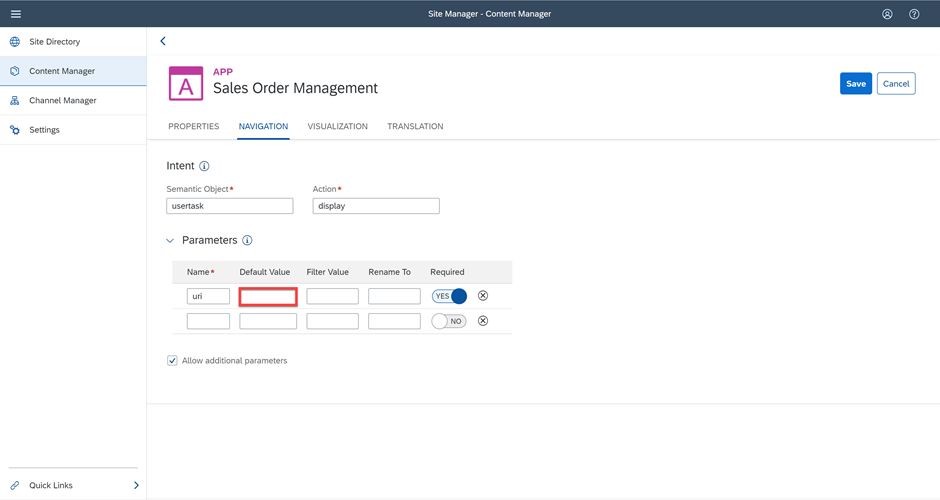 Site Manager - Content Manager
Site Directory
Content Manager
Channel Manager
Settings
APP
A
Sales Order Management
Save
Cancel
PROPERTIES NAVIGATION VISUALIZATION TRANSLATION
Intent
Semantic Object* Action*
usertask display
Parameters
Name* Default Value Filter Value Rename To Required
uri YES
NO
Allow additional parameters
Quick Links